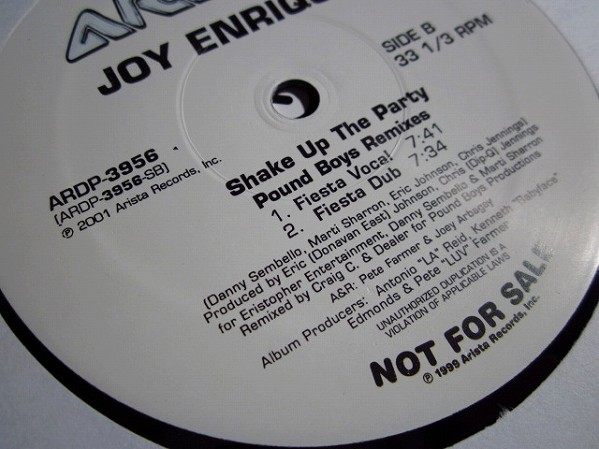 JOY ENRIQU
SIDE B
33 1/3 RPM
ARDP-3956
(ARDP-3956-SB)
℗ 2001 Arista Records, Inc.
Shake Up The Party
Pound Boys Remixes
1. Fiesta Vocal 7:41
2. Fiesta Dub 7:34
(Danny Sembello, Marti Sharron, Eric Johnson, Chris Jennings)
Produced by Eric (Donavan East) Johnson, Chris (Dip-Q) Jennings
for Eristopher Entertainment, Danny Sembello & Marti Sharron
Remixed by Craig C. & Dealer for Pound Boys Productions
A&R: Pete Farmer & Joey Arbagey
Album Producers: Antonio "LA" Reid, Kenneth "Babyface"
Edmonds & Pete "LUV" Farmer
UNAUTHORIZED DUPLICATION IS A
VIOLATION OF APPLICABLE LAWS
NOT FOR SALE
℗ 1999 Arista Records, Inc.